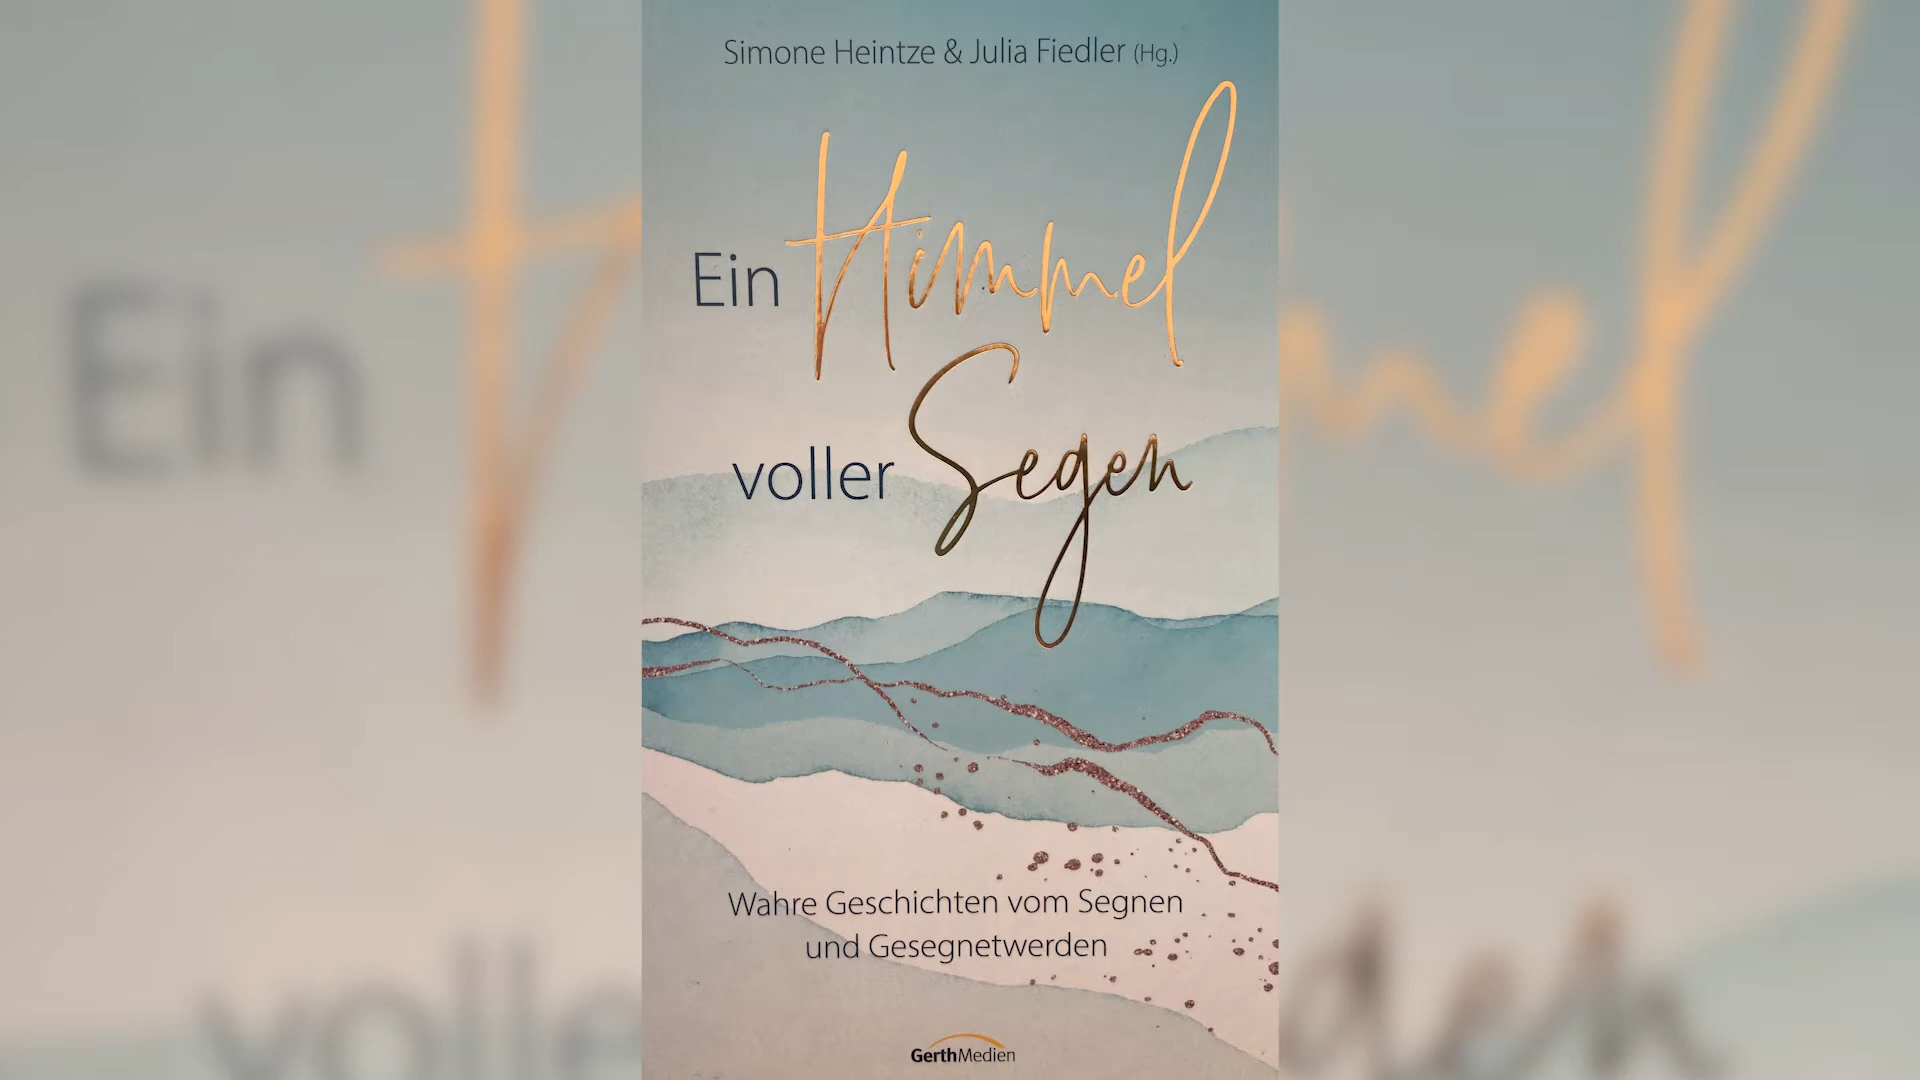 Simone Heintze & Julia Fiedler (Hg.)
Ein Himmel
voller Segen
Wahre Geschichten vom Segnen
und Gesegnetwerden
GerthMedien